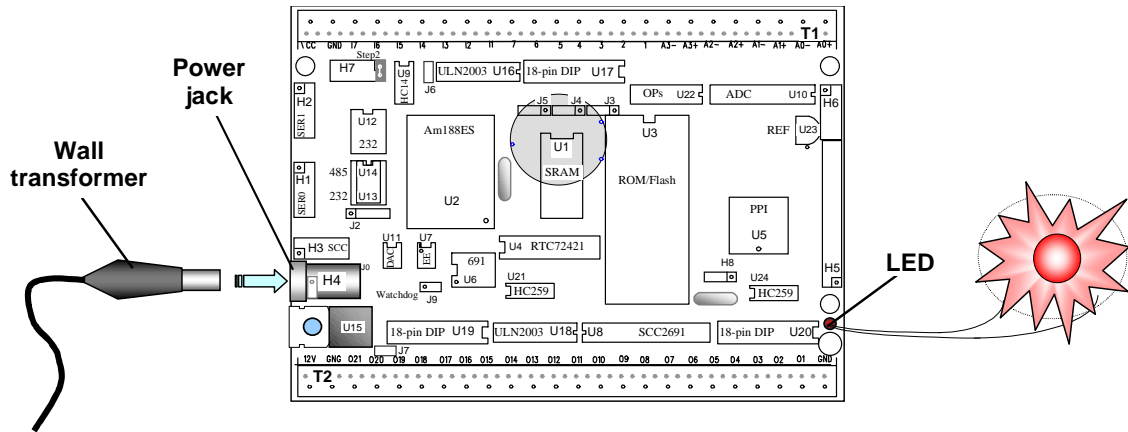 T1
\CC GND I7 I6 I5 I4 I3 I2 I1 7 6 5 4 3 2 1 A3- A3+ A2- A2+ A1- A1+ A0- A0+
Step2
Power
jack
H7
U9
HC14
J6
ULN2003 U16
18-pin DIP U17
OPs U22
ADC U10
H2
SER1
J5
J4
J3
H6
U12
232
Am188ES
U2
U1
SRAM
U3
ROM/Flash
REF
U23
Wall
transformer
H1
SER0
485
232
U14
U13
J2
PPI
U5
H3 SCC
U11
DAC
U7
EE
U4 RTC72421
J0
H4
691
U6
U21
HC259
H8
U24
HC259
H5
LED
Watchdog
J9
U15
18-pin DIP U19
ULN2003 U18
U8 SCC2691
18-pin DIP U20
J7
12V GNG O21 O20 O19 O18 O17 O16 O15 O14 O13 O12 O11 O10 O9 O8 O7 O6 O5 O4 O3 O2 O1 GND
T2